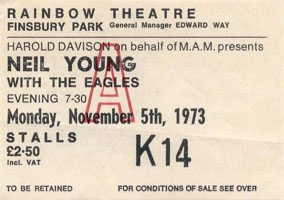 RAINBOW THEATRE
FINSBURY PARK General Manager EDWARD WAY
HAROLD DAVISON on behalf of M.A.M. presents
NEIL YOUNG
WITH THE EAGLES
EVENING 7-30
A
Monday, November 5th, 1973
STALLS
£2·50
incl. VAT
K14
TO BE RETAINED FOR CONDITIONS OF SALE SEE OVER